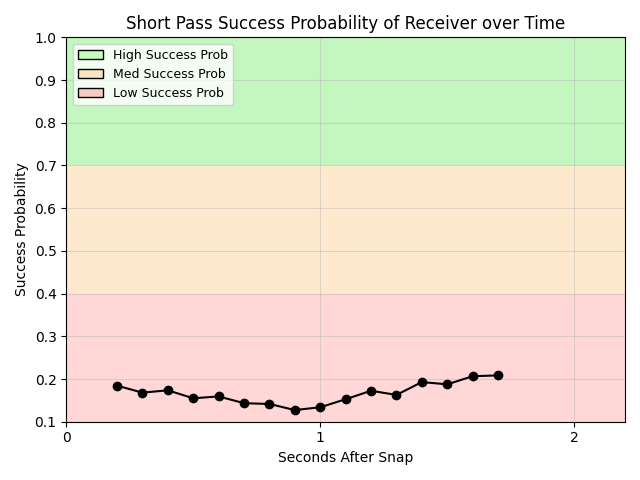 Short Pass Success Probability of Receiver over Time
1.0
High Success Prob
Med Success Prob
Low Success Prob
0.9
0.8
0.7
0.6
0.5
0.4
0.3
0.2
0.1
Success Probability
0 1 2
Seconds After Snap